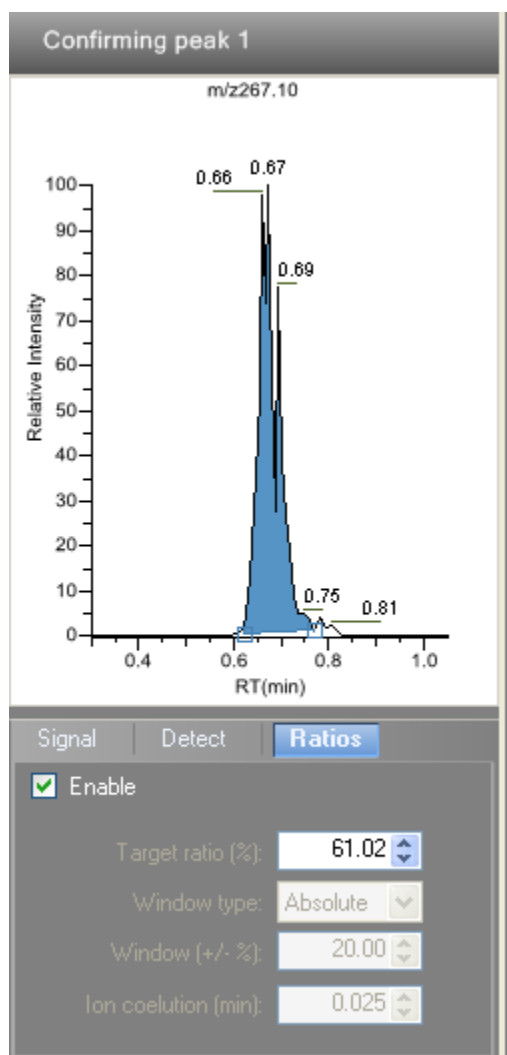 Confirming peak 1
m/z267.10
0.66 0.67
0.69
0.75
0.81
100
90
80
70
60
50
40
30
20
10
0
Relative Intensity
0.4 0.6 0.8 1.0
RT(min)
Signal Detect Ratios
Enable
Target ratio (%): 61.02
Window type: Absolute
Window (+/- %): 20.00
Ion coelution (min): 0.025